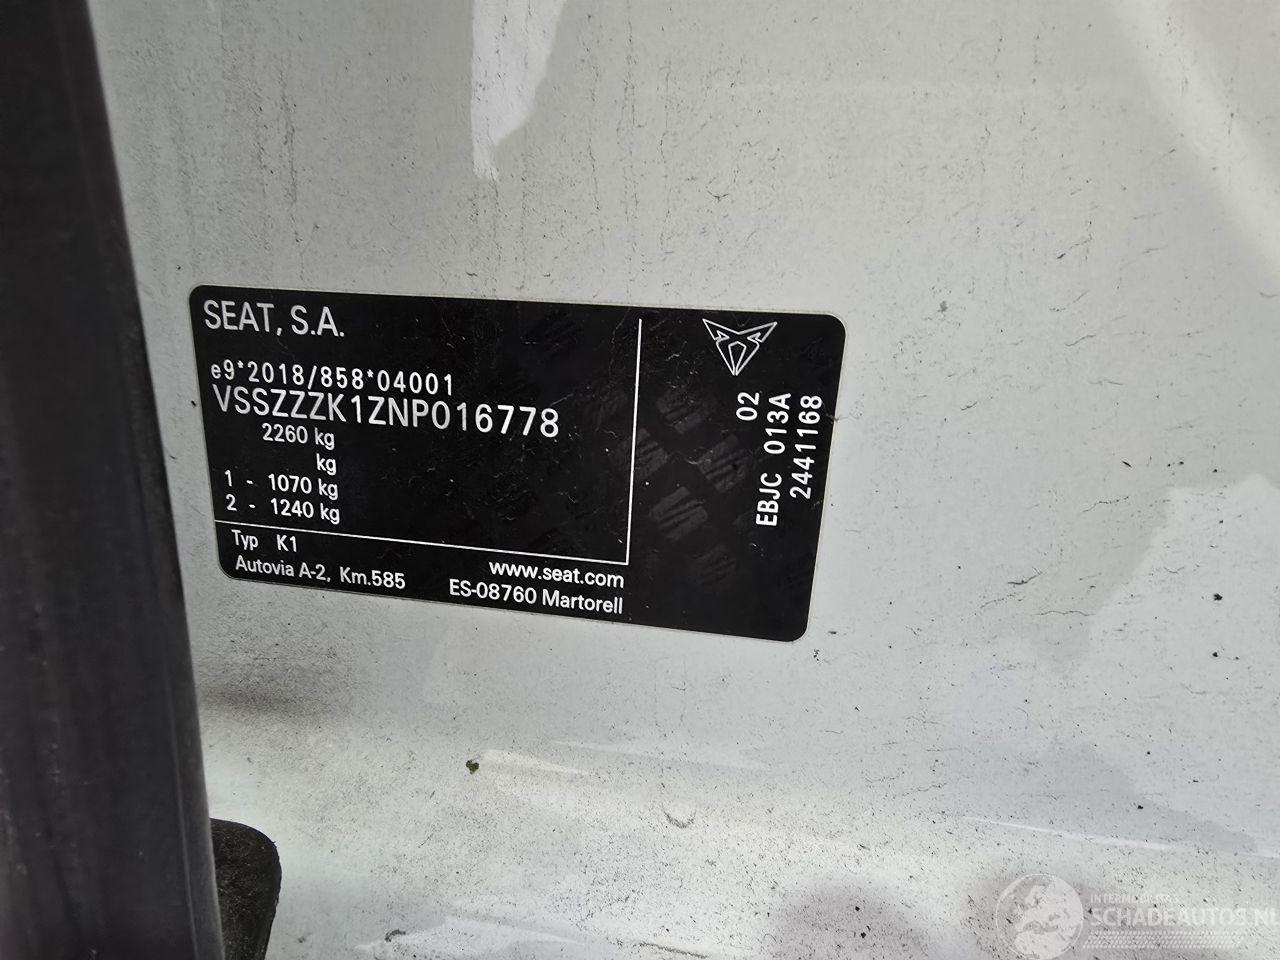 SEAT, S.A.
e9*2018/858*04001
VSSZZZK1ZNP016778
2260 kg
kg
1 - 1070 kg
2 - 1240 kg
Typ K1
Autovia A-2, Km.585
www.seat.com
ES-08760 Martorell
02
EBJC 013A
2441168
INTERMOBILITAS
SCHADEAUTOS.NL